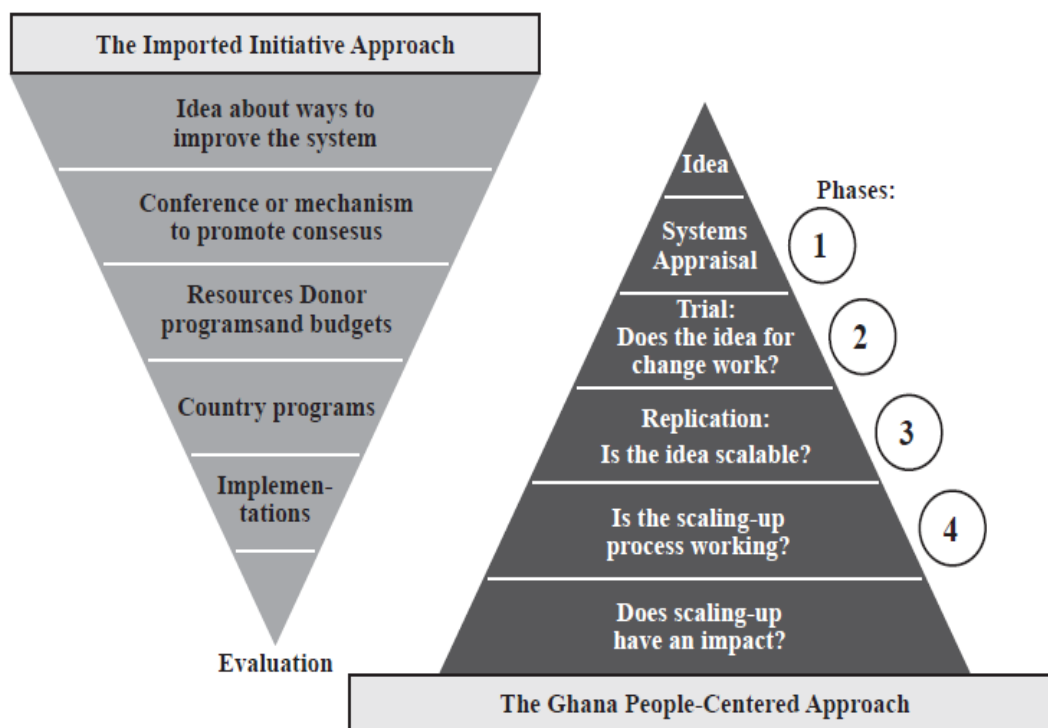 The Imported Initiative Approach
Idea about ways to
improve the system
Conference or mechanism
to promote consesus
Resources Donor
programsand budgets
Country programs
Implemen-
tations
Evaluation
Idea
Systems
Appraisal
Trial:
Does the idea for
change work?
Replication:
Is the idea scalable?
Is the scaling-up
process working?
Does scaling-up
have an impact?
Phases:
1
2
3
4
The Ghana People-Centered Approach